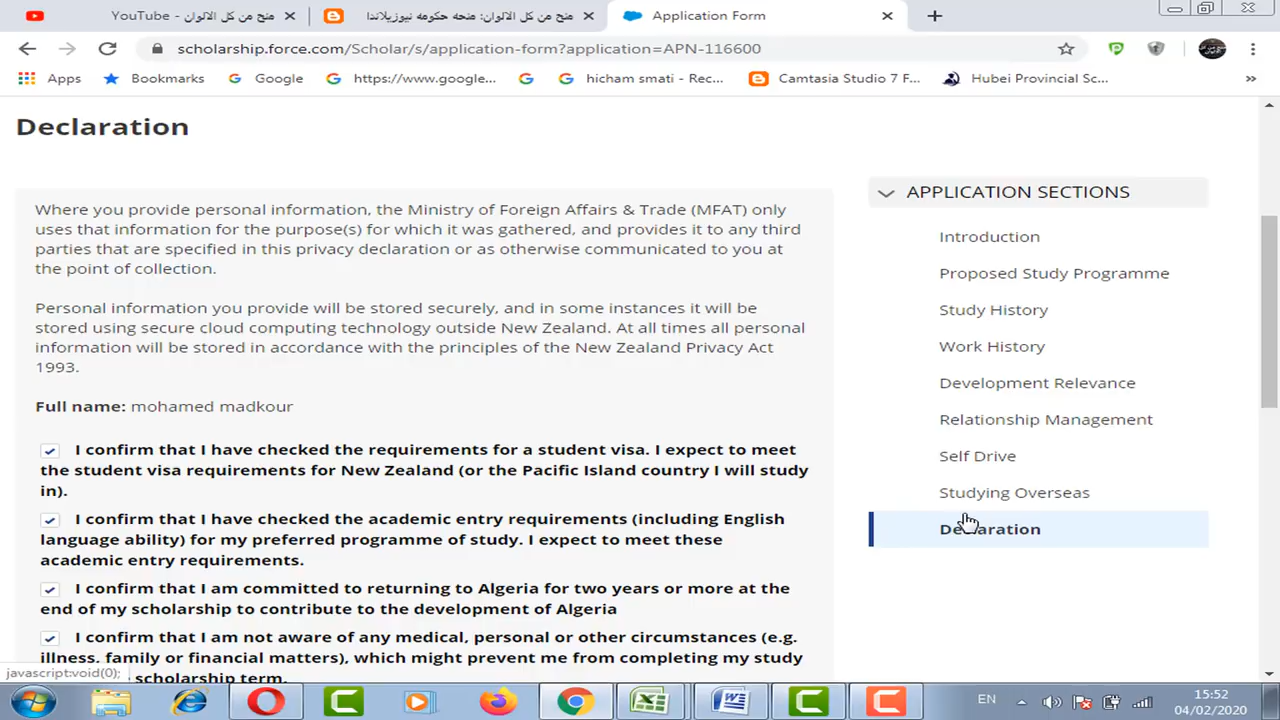 YouTube - منح من كل الالوان
منح من كل الالوان: منحه حكومه نيوزيلاندا
Application Form
scholarship.force.com/Scholar/s/application-form?application=APN-116600
Apps
Bookmarks
Google
https://www.google...
hicham smati - Rec...
Camtasia Studio 7 F...
Hubei Provincial Sc...
»
Declaration
Where you provide personal information, the Ministry of Foreign Affairs & Trade (MFAT) only
uses that information for the purpose(s) for which it was gathered, and provides it to any third
parties that are specified in this privacy declaration or as otherwise communicated to you at
the point of collection.
Personal information you provide will be stored securely, and in some instances it will be
stored using secure cloud computing technology outside New Zealand. At all times all personal
information will be stored in accordance with the principles of the New Zealand Privacy Act
1993.
Full name: mohamed madkour
I confirm that I have checked the requirements for a student visa. I expect to meet
the student visa requirements for New Zealand (or the Pacific Island country I will study
in).
I confirm that I have checked the academic entry requirements (including English
language ability) for my preferred programme of study. I expect to meet these
academic entry requirements.
I confirm that I am committed to returning to Algeria for two years or more at the
end of my scholarship to contribute to the development of Algeria
I confirm that I am not aware of any medical, personal or other circumstances (e.g.
illness, family or financial matters), which might prevent me from completing my study
scholarship term.
APPLICATION SECTIONS
Introduction
Proposed Study Programme
Study History
Work History
Development Relevance
Relationship Management
Self Drive
Studying Overseas
Declaration
javascript:void(0);
EN
15:52
04/02/2020